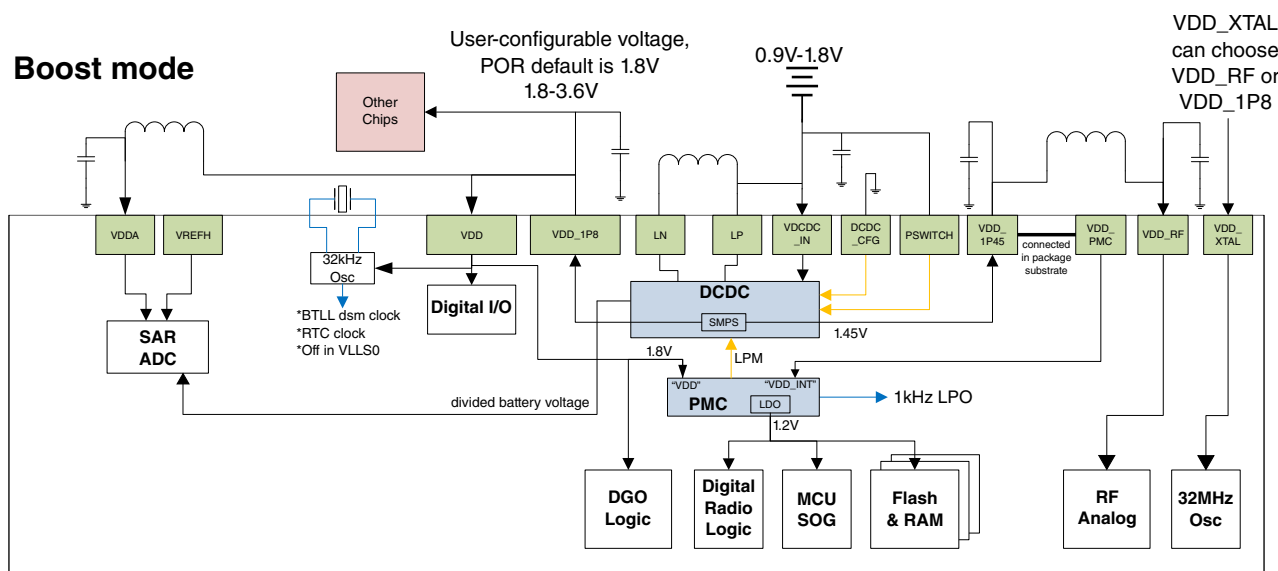 Boost mode
User-configurable voltage,
POR default is 1.8V
1.8-3.6V
0.9V-1.8V
VDD_XTAL
can choose
VDD_RF or
VDD_1P8
Other
Chips
VDDA
VREFH
VDD
VDD_1P8
LN
LP
VDCDC
_IN
DCDC
_CFG
PSWITCH
VDD_
1P45
connected
in package
substrate
VDD_
PMC
VDD_RF
VDD_
XTAL
32kHz
Osc
*BTLL dsm clock
*RTC clock
*Off in VLLS0
Digital I/O
DCDC
SMPS
1.45V
SAR
ADC
1.8V
LPM
"VDD"
"VDD_INT"
PMC
LDO
1kHz LPO
divided battery voltage
1.2V
DGO
Logic
Digital
Radio
Logic
MCU
SOG
Flash
& RAM
RF
Analog
32MHz
Osc